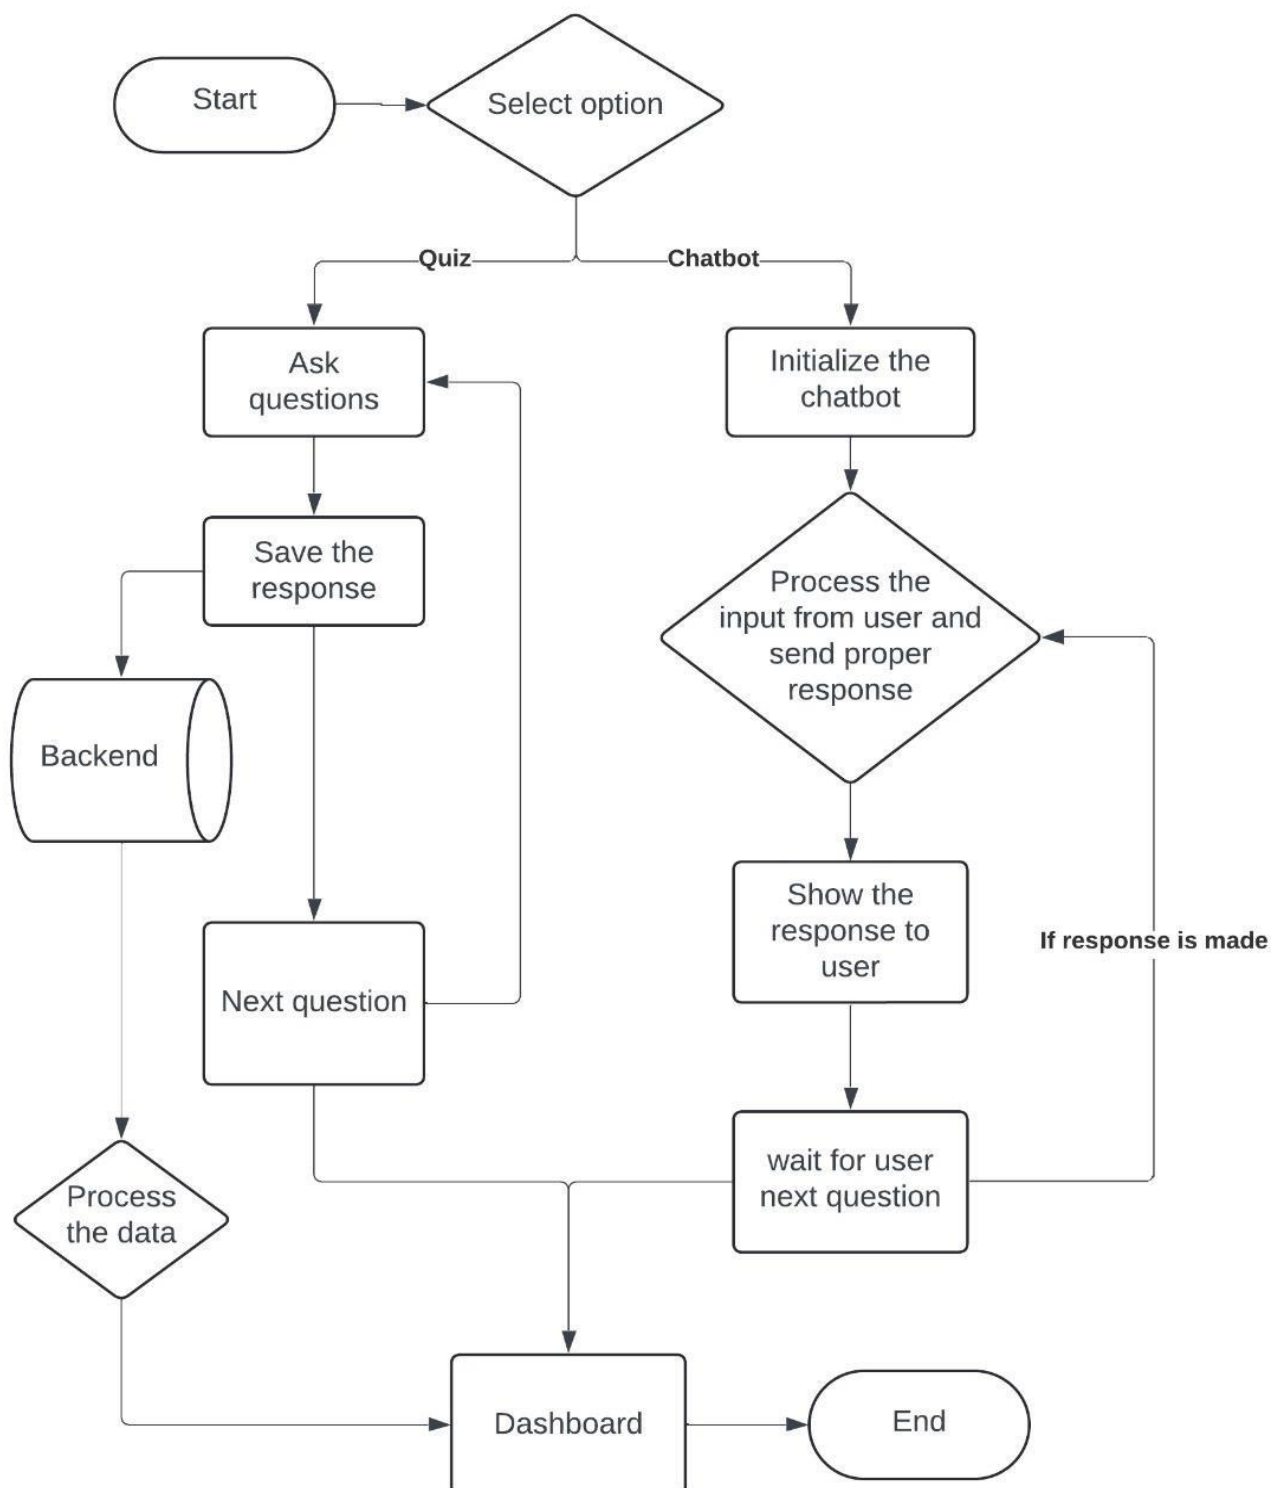 Start
Select option
Quiz
Chatbot
Ask
questions
Initialize the
chatbot
Save the
response
Process the
input from user and
send proper
response
Backend
Show the
response to
user
If response is made
Next question
wait for user
next question
Process
the data
Dashboard
End